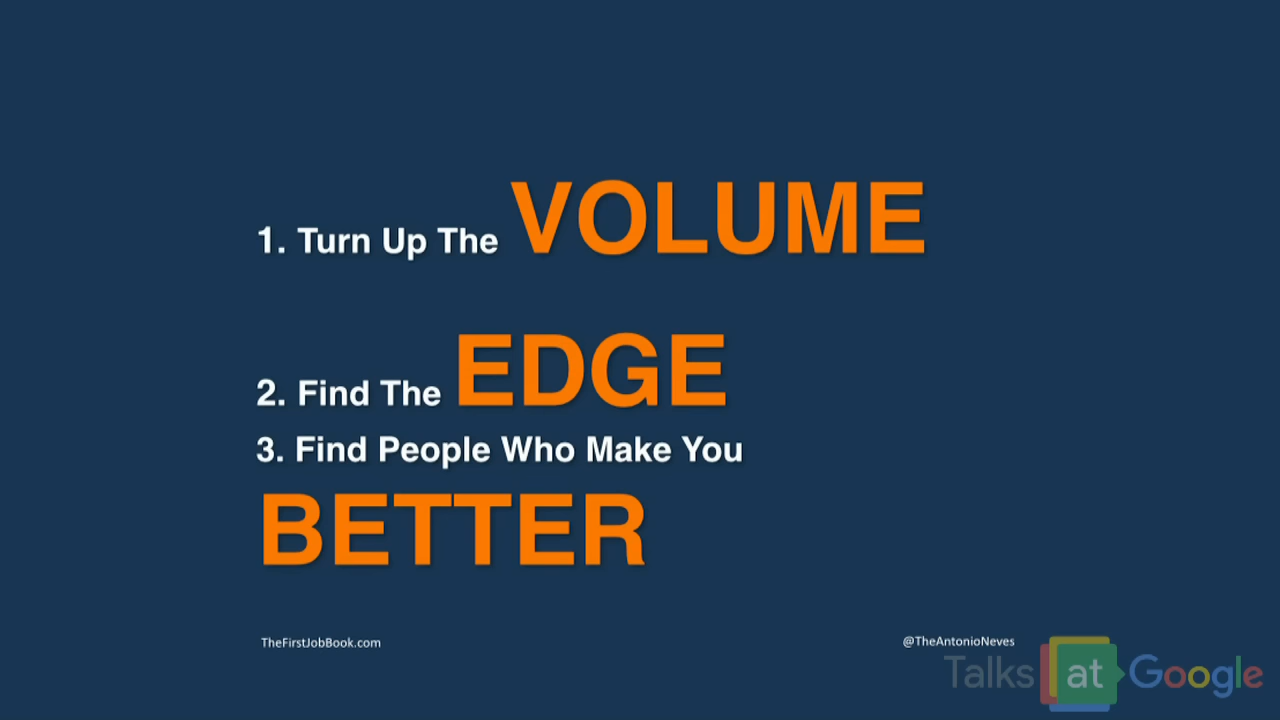 1. Turn Up The VOLUME
2. Find The EDGE
3. Find People Who Make You
BETTER
TheFirstJobBook.com
@TheAntonioNeves
Talks at Google